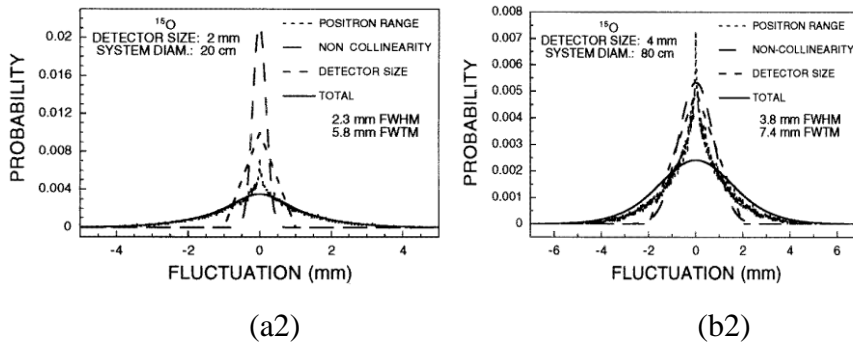 15O
DETECTOR SIZE: 2 mm
SYSTEM DIAM.: 20 cm
POSITRON RANGE
NON COLLINEARITY
DETECTOR SIZE
TOTAL
2.3 mm FWHM
5.8 mm FWTM
0.02
0.016
0.012
0.008
0.004
0
PROBABILITY
-4 -2 0 2 4
FLUCTUATION (mm)
(a2)
15O
DETECTOR SIZE: 4 mm
SYSTEM DIAM.: 80 cm
POSITRON RANGE
NON-COLLINEARITY
DETECTOR SIZE
TOTAL
3.8 mm FWHM
7.4 mm FWTM
0.008
0.007
0.006
0.005
0.004
0.003
0.002
0.001
0
PROBABILITY
-6 -4 -2 0 2 4 6
FLUCTUATION (mm)
(b2)